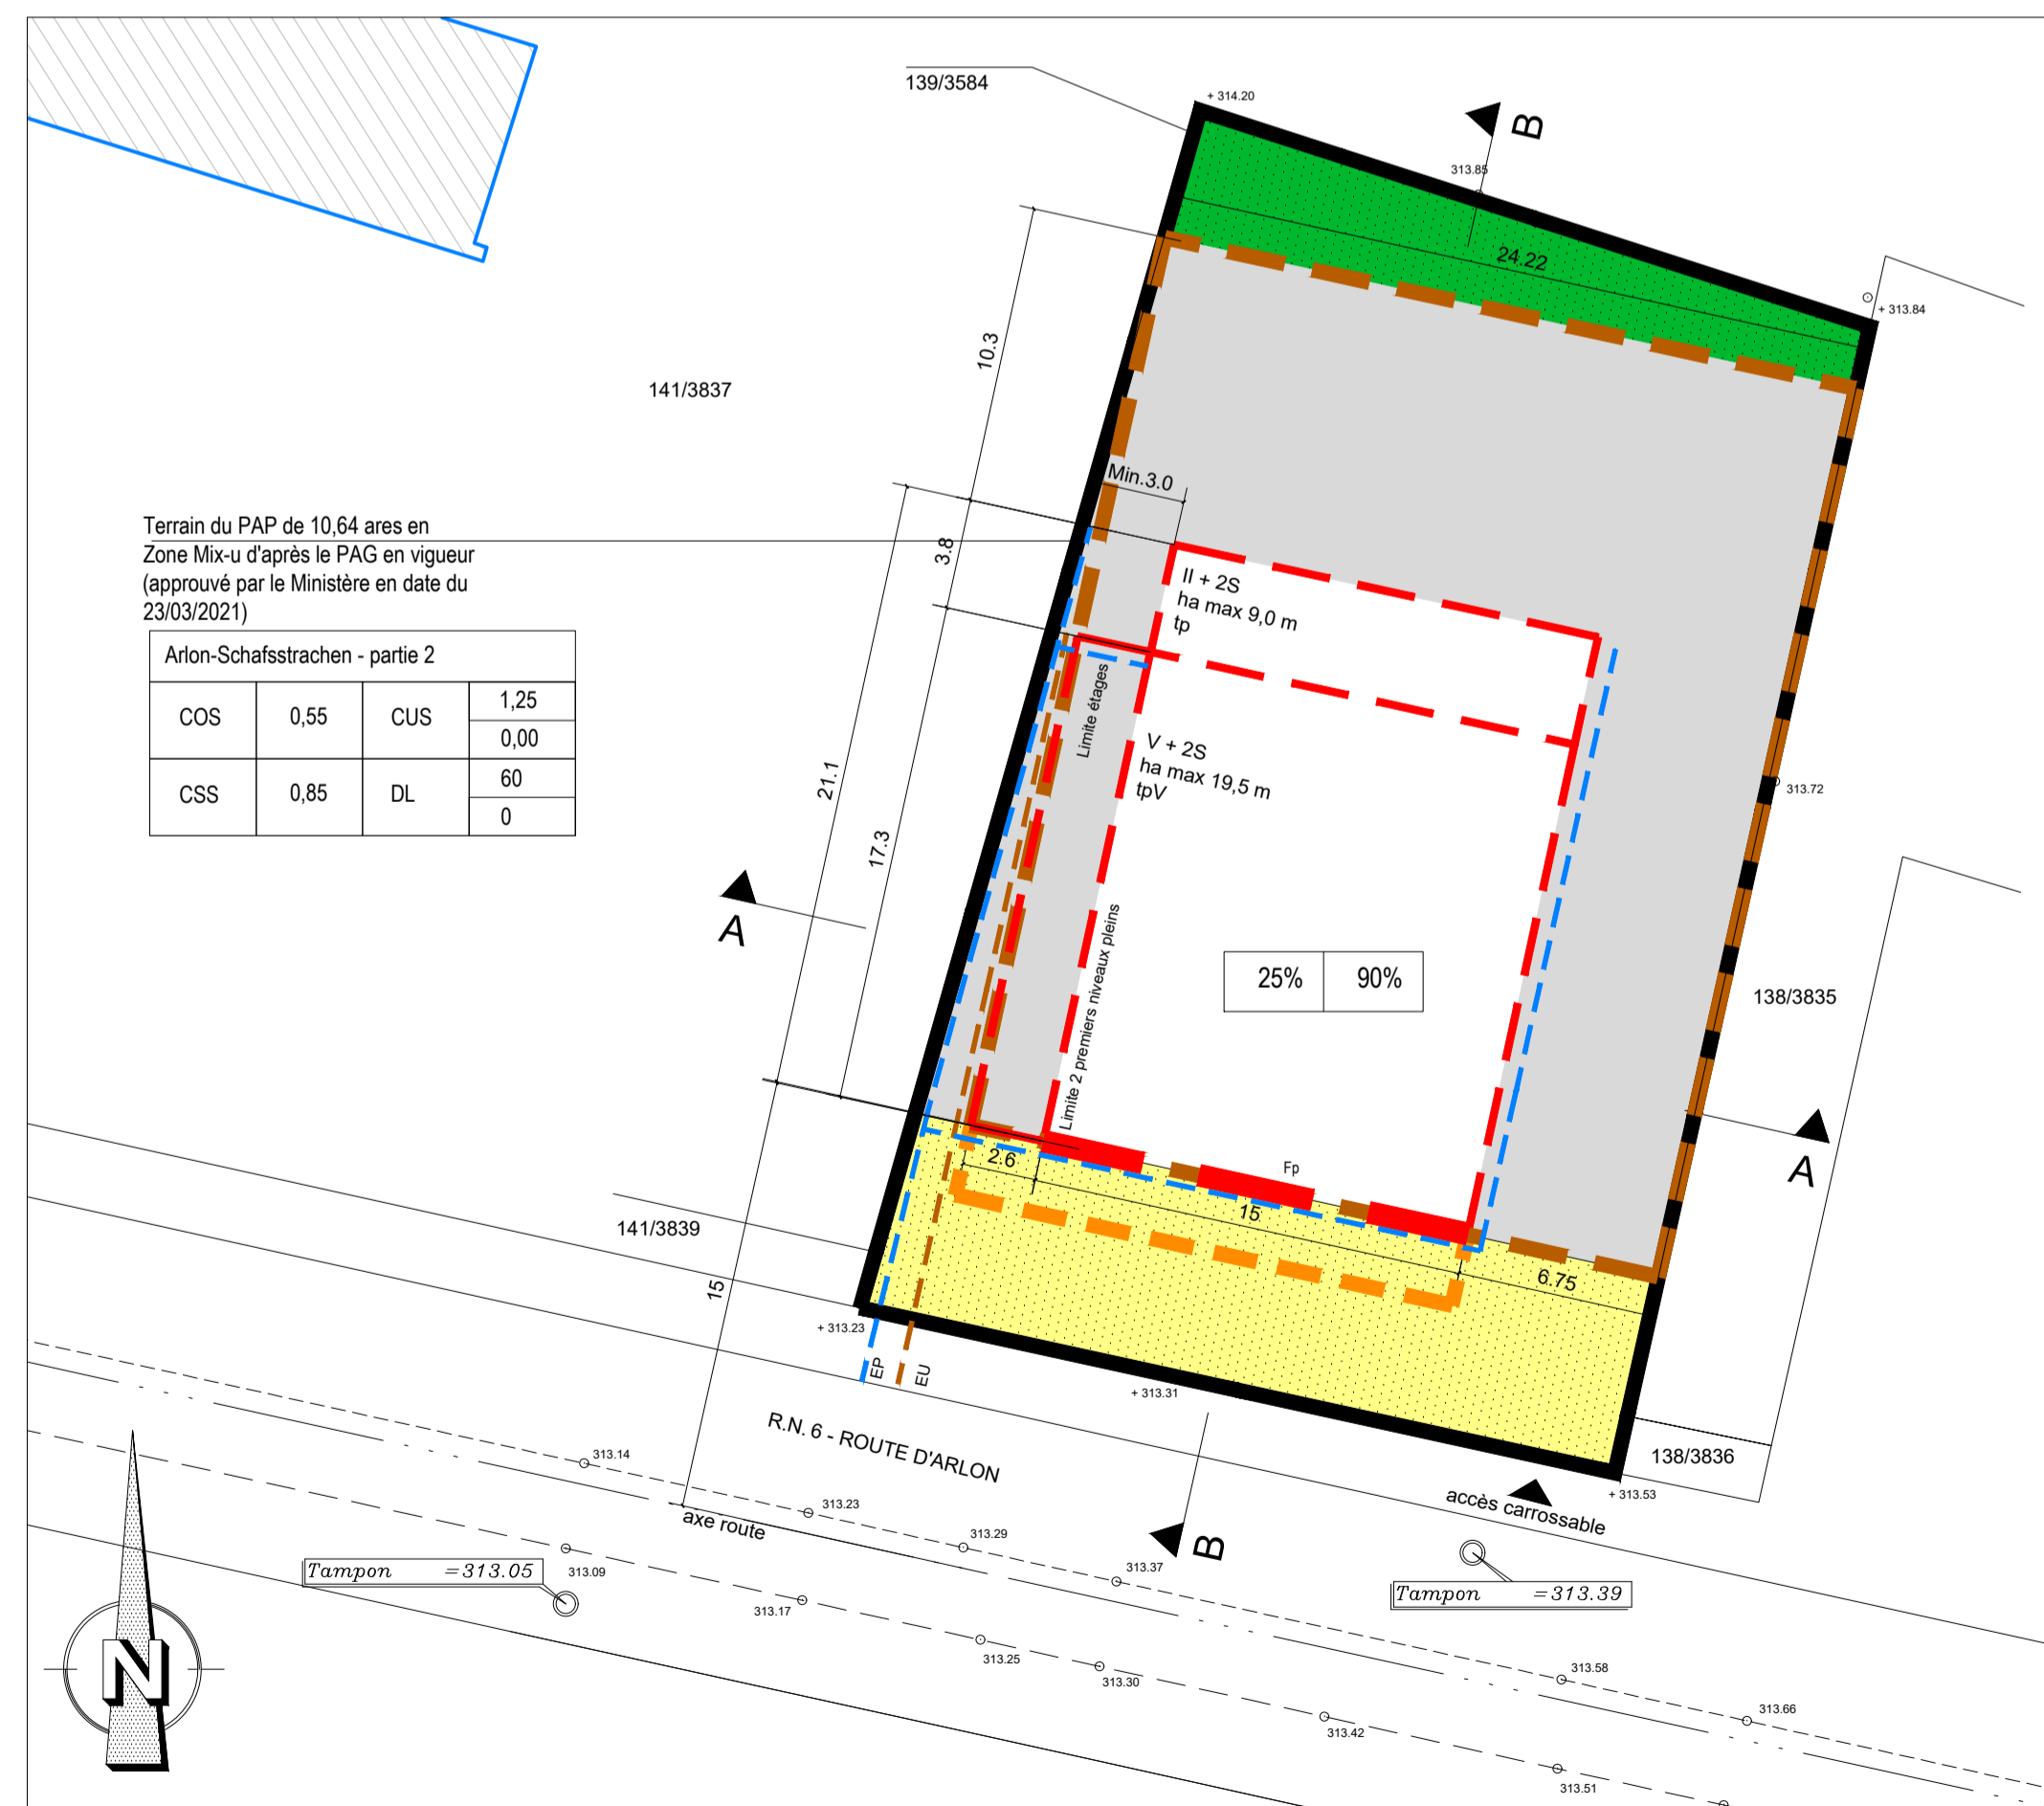 139/3584
+ 314.20
B
313.85
24.22
+ 313.84
10.3
141/3837
Min.3.0
Terrain du PAP de 10,64 ares en
Zone Mix-u d'après le PAG en vigueur
(approuvé par le Ministère en date du
23/03/2021)
3.8
II + 2S
ha max 9,0 m
tp
Arlon-Schafsstrachen - partie 2
COS 0,55 CUS 1,25
0,00
CSS 0,85 DL 60
0
Limite étages
V + 2S
ha max 19,5 m
tpV
21.1
17.3
313.72
A
25% 90%
138/3835
Limite 2 premiers niveaux pleins
2.6
Fp
15
6.75
A
141/3839
15
+ 313.23
EP
EU
+ 313.31
R.N. 6 - ROUTE D'ARLON
138/3836
+ 313.53
accès carrossable
313.14
313.23
axe route
313.29
B
313.37
Tampon =313.05
313.09
313.17
Tampon =313.39
313.25
313.30
313.58
313.66
313.42
313.51
N